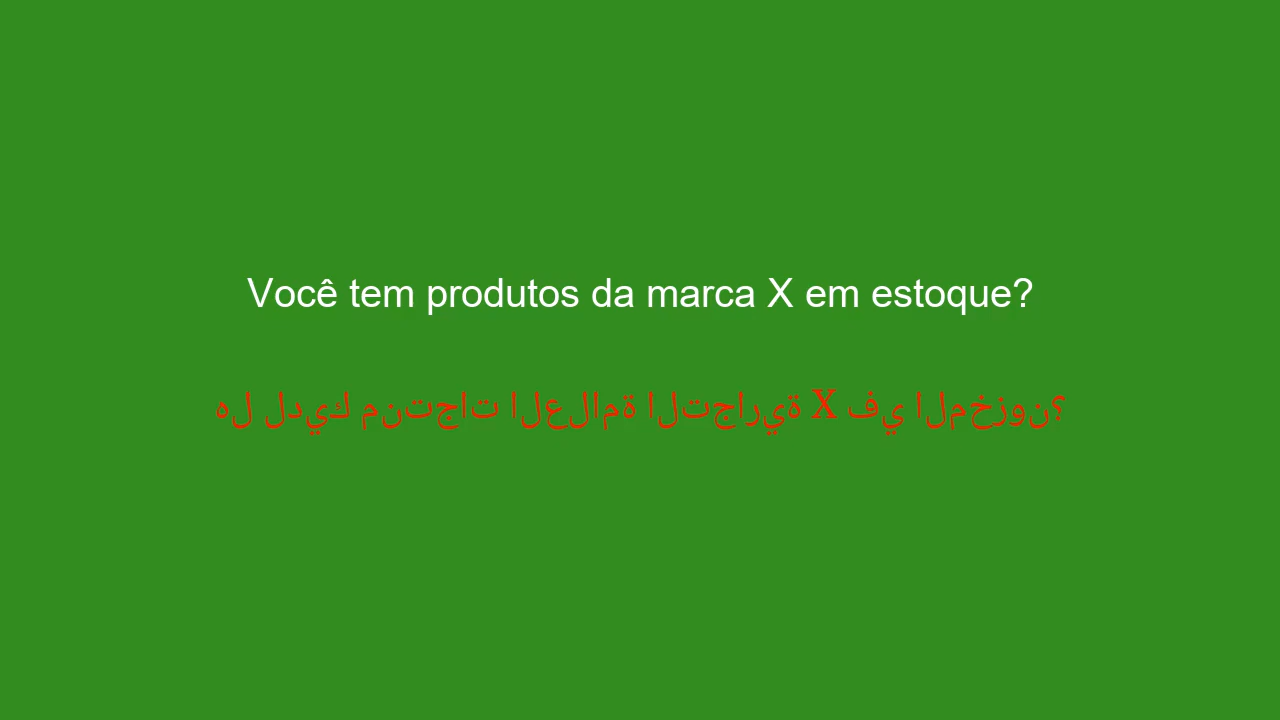 Você tem produtos da marca X em estoque?
هل لديك منتجات العلامة التجارية X في المخزون؟